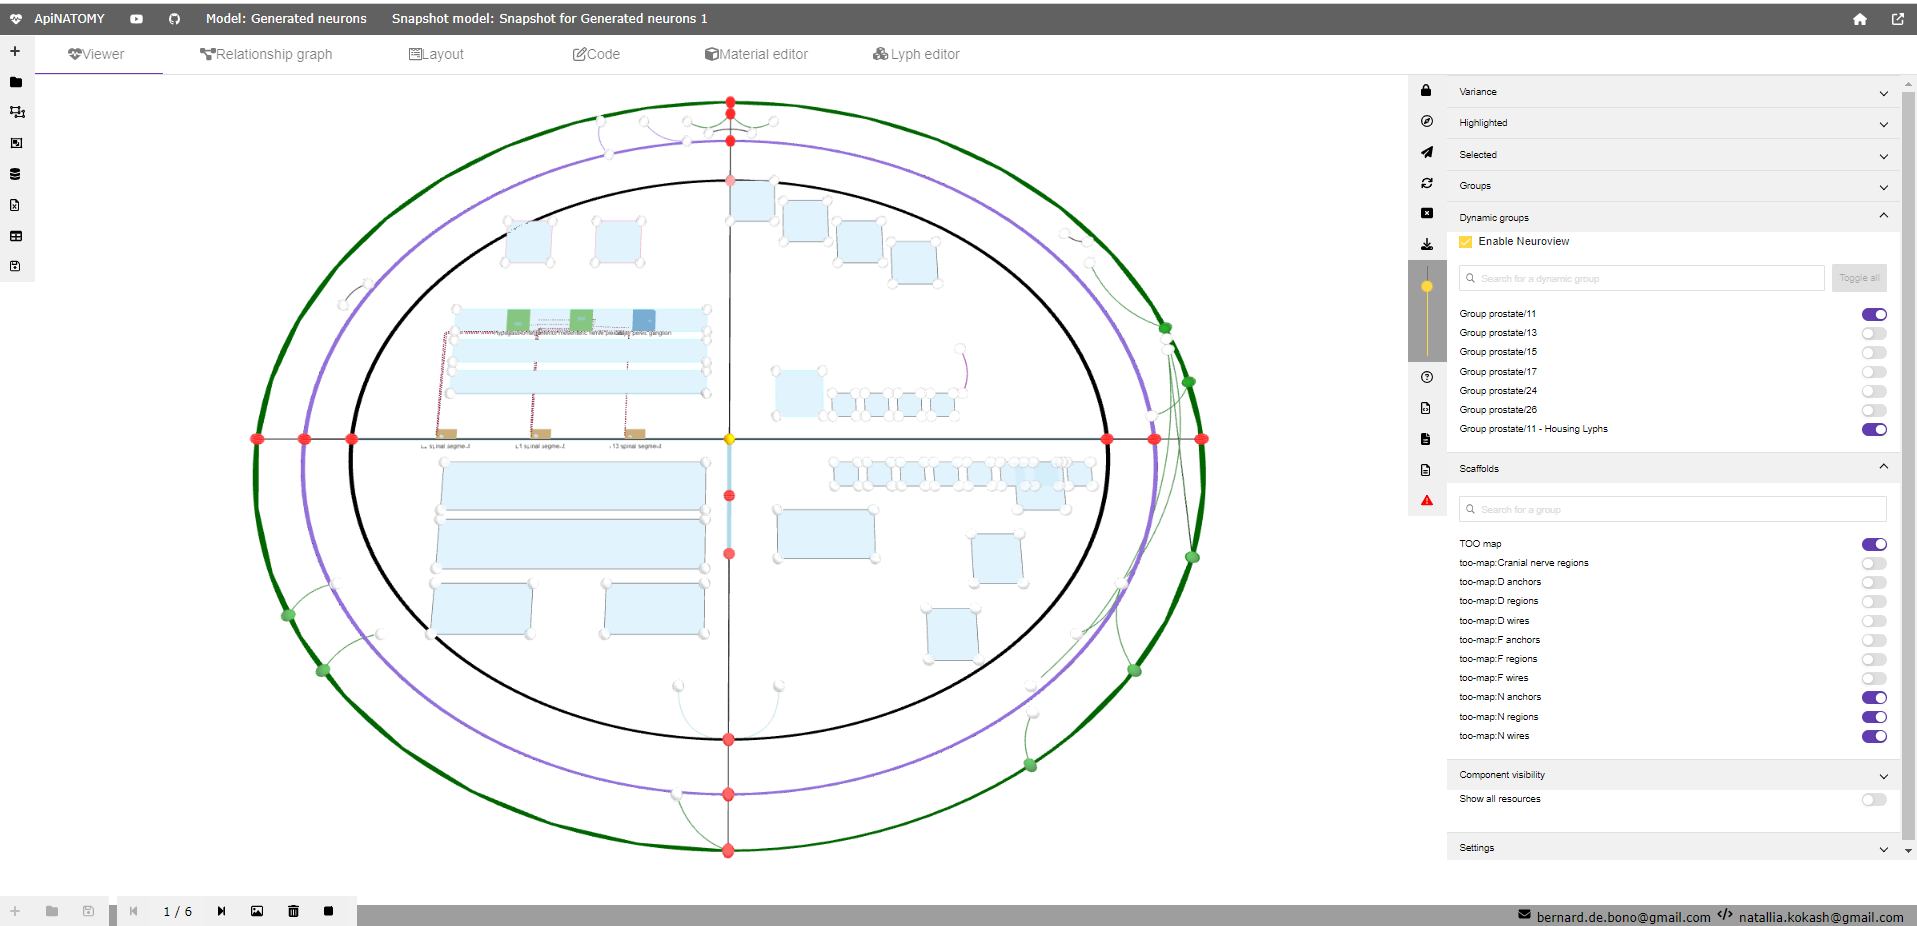 ApiNATOMY Model: Generated neurons Snapshot model: Snapshot for Generated neurons 1
Viewer Relationship graph Layout Code Material editor Lyph editor
Variance
Highlighted
Selected
Groups
Dynamic groups
Enable Neuroview
Search for a dynamic group Toggle all
Group prostate/11
Group prostate/13
Group prostate/15
Group prostate/17
Group prostate/24
Group prostate/26
Group prostate/11 - Housing Lyphs
Scaffolds
Search for a group
TOO map
too-map:Cranial nerve regions
too-map:D anchors
too-map:D regions
too-map:D wires
too-map:F anchors
too-map:F regions
too-map:F wires
too-map:N anchors
too-map:N regions
too-map:N wires
Component visibility
Show all resources
Settings
1 / 6
bernard.de.bono@gmail.com natallia.kokash@gmail.com